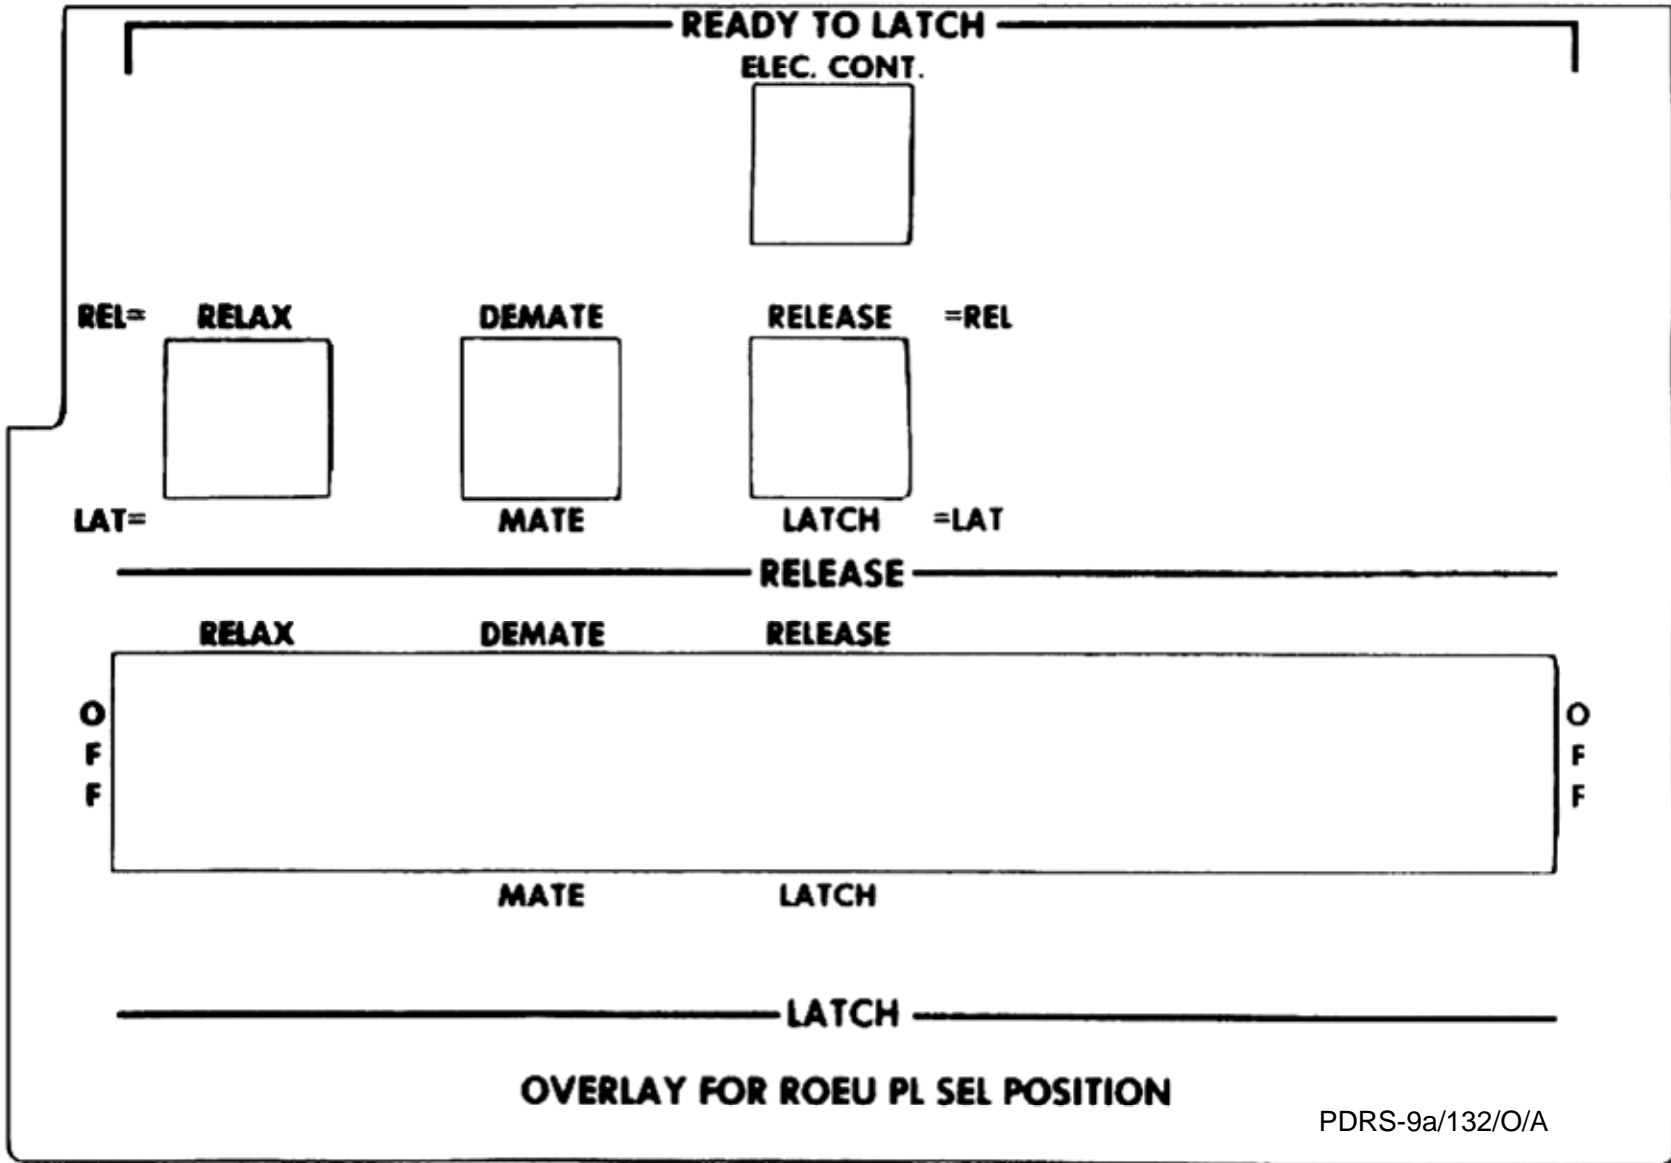 READY TO LATCH
ELEC. CONT.
REL= RELAX DEMATE RELEASE =REL
LAT= MATE LATCH =LAT
RELEASE
RELAX DEMATE RELEASE
O O
F F
F F
MATE LATCH
LATCH
OVERLAY FOR ROEU PL SEL POSITION
PDRS-9a/132/O/A